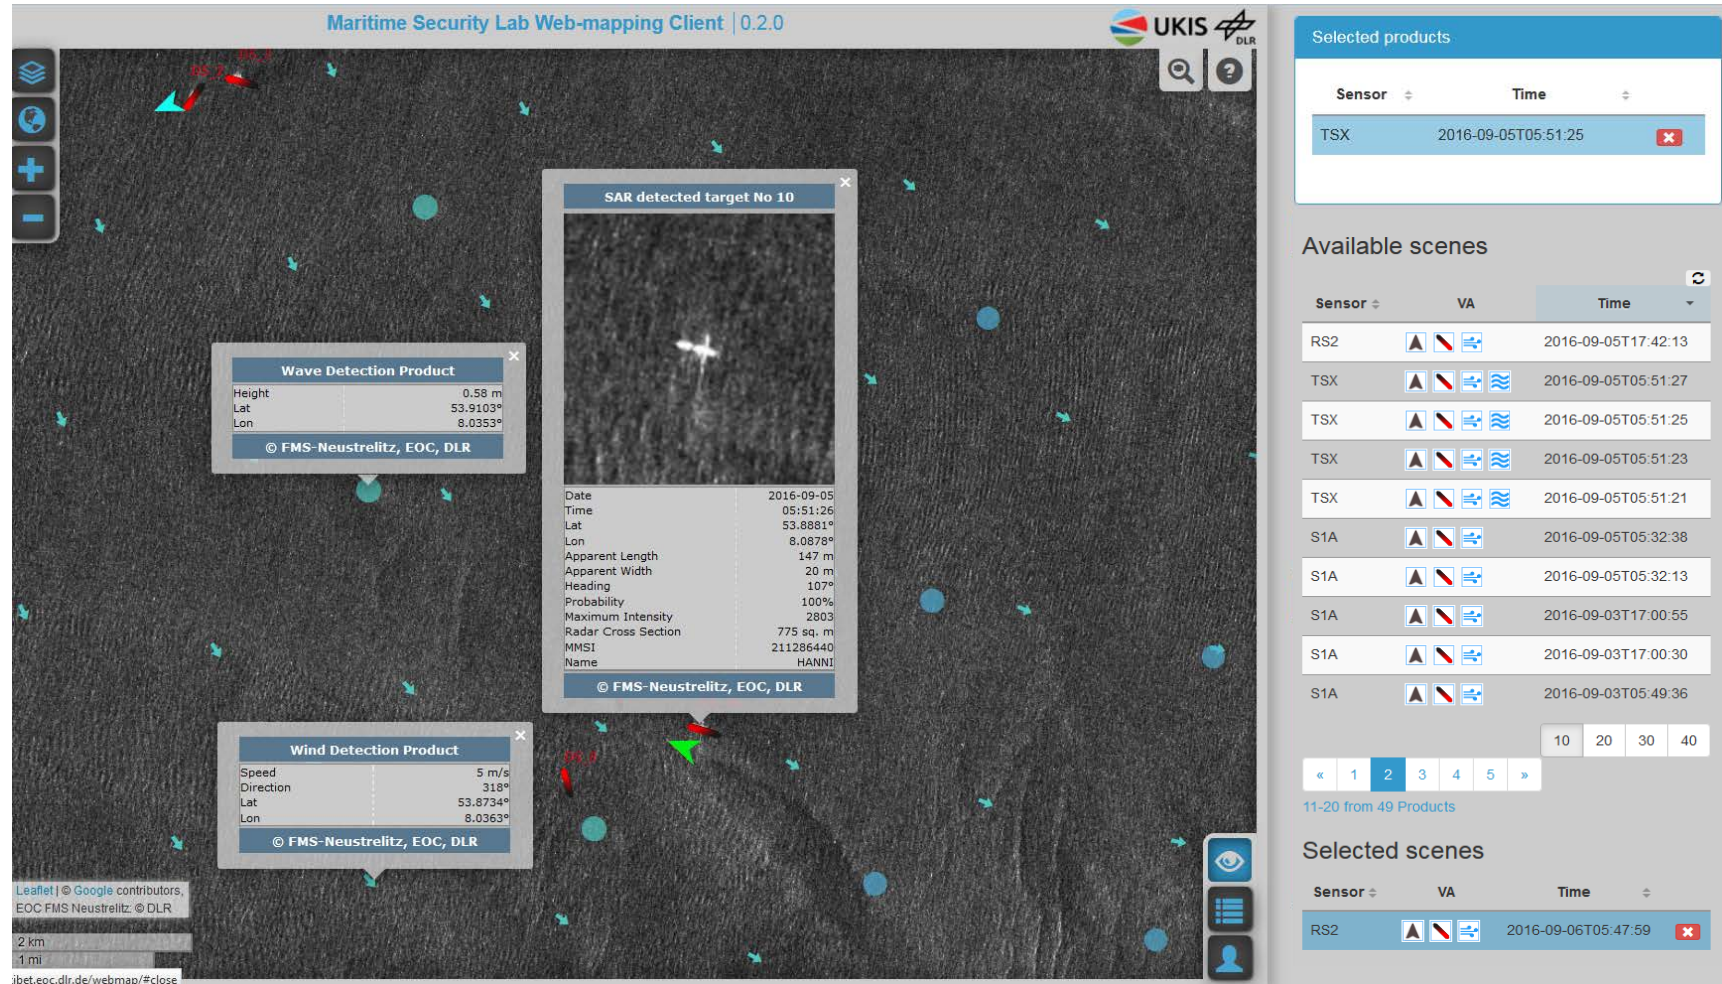 Maritime Security Lab Web-mapping Client | 0.2.0
UKIS
DLR
SAR detected target No 10
Date 2016-09-05
Time 05:51:26
Lat 53.8881°
Lon 8.0878°
Apparent Length 147 m
Apparent Width 20 m
Heading 107°
Probability 100%
Maximum Intensity 2803
Radar Cross Section 775 sq. m
MMSI 211286440
Name HANNI
© FMS-Neustrelitz, EOC, DLR
Wave Detection Product
Height 0.58 m
Lat 53.9103°
Lon 8.0353°
© FMS-Neustrelitz, EOC, DLR
Wind Detection Product
Speed 5 m/s
Direction 318°
Lat 53.8734°
Lon 8.0363°
© FMS-Neustrelitz, EOC, DLR
Leaflet | © Google contributors,
EOC FMS Neustrelitz, © DLR
2 km
1 mi
ibet.eoc.dlr.de/webmap/#close
Selected products
Sensor Time
TSX 2016-09-05T05:51:25
Available scenes
Sensor VA Time
RS2 2016-09-05T17:42:13
TSX 2016-09-05T05:51:27
TSX 2016-09-05T05:51:25
TSX 2016-09-05T05:51:23
TSX 2016-09-05T05:51:21
S1A 2016-09-05T05:32:38
S1A 2016-09-05T05:32:13
S1A 2016-09-03T17:00:55
S1A 2016-09-03T17:00:30
S1A 2016-09-03T05:49:36
10 20 30 40
« 1 2 3 4 5 »
11-20 from 49 Products
Selected scenes
Sensor VA Time
RS2 2016-09-06T05:47:59